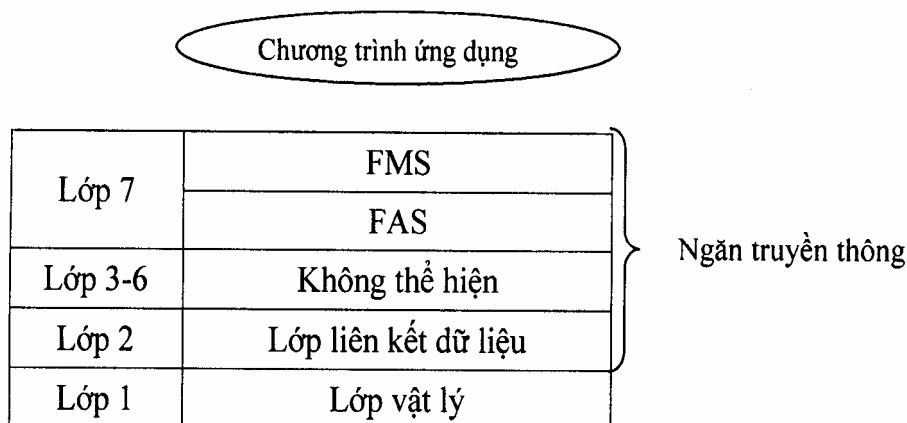 Chương trình ứng dụng
Lớp 7
FMS
FAS
Lớp 3-6 Không thể hiện
Lớp 2 Lớp liên kết dữ liệu
Lớp 1 Lớp vật lý
Ngăn truyền thông